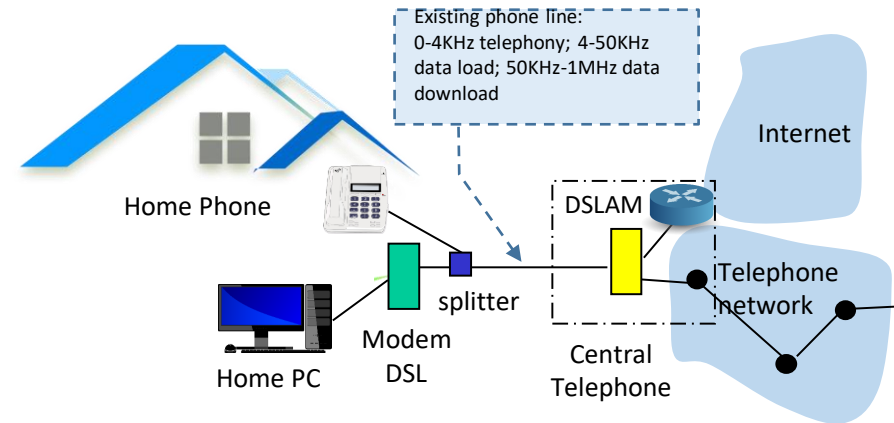 Existing phone line:
0-4KHz telephony; 4-50KHz
data load; 50KHz-1MHz data
download
Internet
Home Phone
DSLAM
Telephone
network
splitter
Modem
DSL
Home PC
Central
Telephone